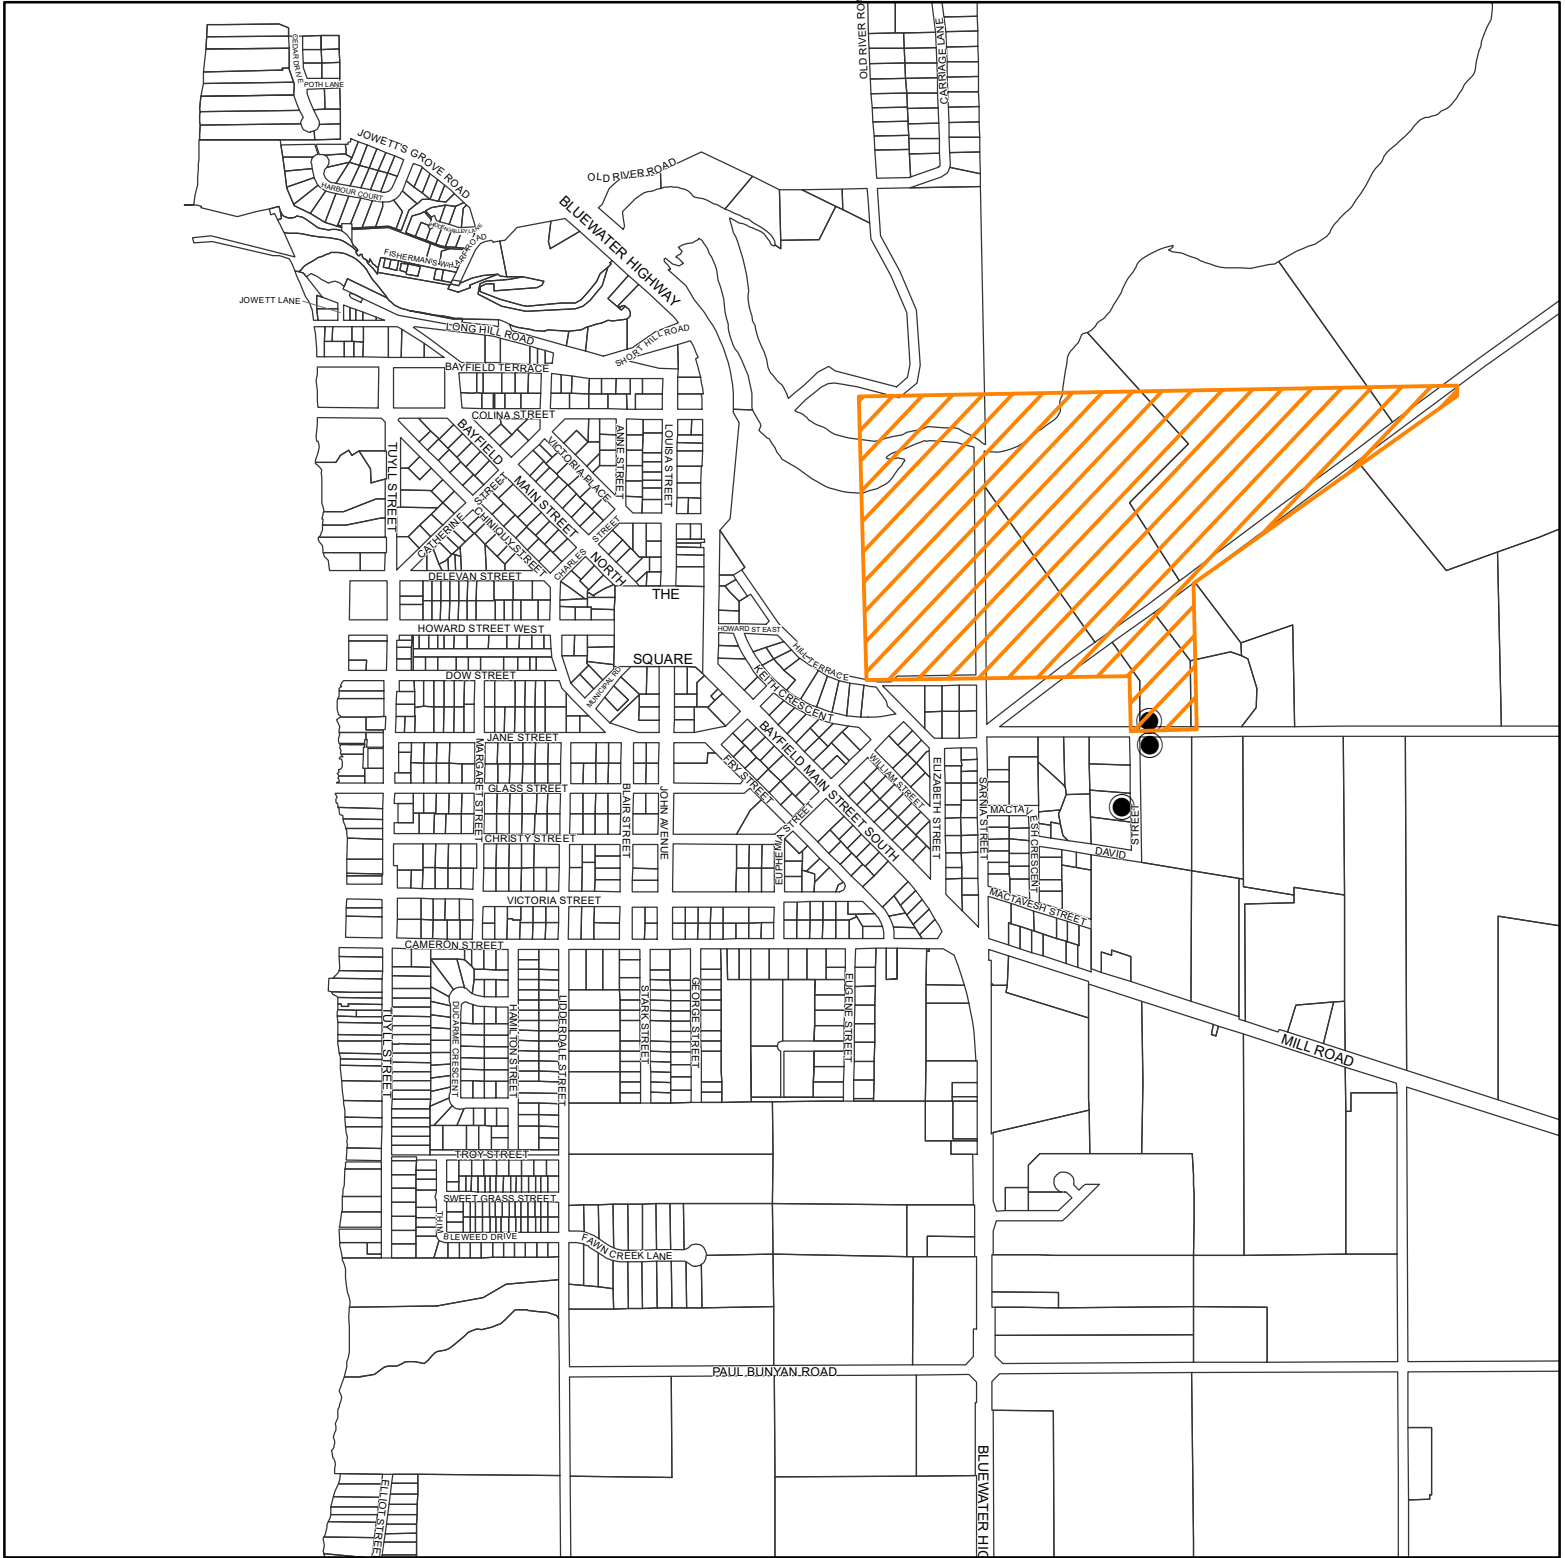 OLD RIVER RO
CARRIAGE LANE
CEDAR DRIVE
POTH LANE
JOWETT'S GROVE ROAD
HARBOUR COURT
OLD RIVER ROAD
BLUEWATER HIGHWAY
JOWETT LANE
LONG HILL ROAD
SHORT HILL ROAD
BAYFIELD TERRACE
COLINA STREET
TUYLL STREET
BAYFIELD
MAIN STREET
NORTH
VICTORIA PLACE
ANNE STREET
LOUISA STREET
CATHERINE
STREET
CHINIQUY STREET
CHARLES
STREET
DELEVAN STREET
THE
SQUARE
HOWARD STREET WEST
HOWARD ST EAST
HILL TERRACE
DOW STREET
MUNICIPAL RD
KEITH CRESCENT
JANE STREET
MARGARET STREET
BAYFIELD MAIN STREET SOUTH
FRY STREET
WILLIAM STREET
ELIZABETH STREET
SARNIA STREET
GLASS STREET
BLAIR STREET
JOHN AVENUE
MACTAVESH CRESCENT
DAVID
STREET
CHRISTY STREET
EUPHEMIA STREET
VICTORIA STREET
MACTAVESH STREET
CAMERON STREET
TUYLL STREET
DUCARME CRESCENT
HAMILTON STREET
LIDDERDALE STREET
STARK STREET
GEORGE STREET
EUGENE STREET
MILL ROAD
TROY STREET
SWEET GRASS STREET
THIMBLEWEED DRIVE
FAWN CREEK LANE
PAUL BUNYAN ROAD
BLUEWATER HIG
ELLIOT STREE